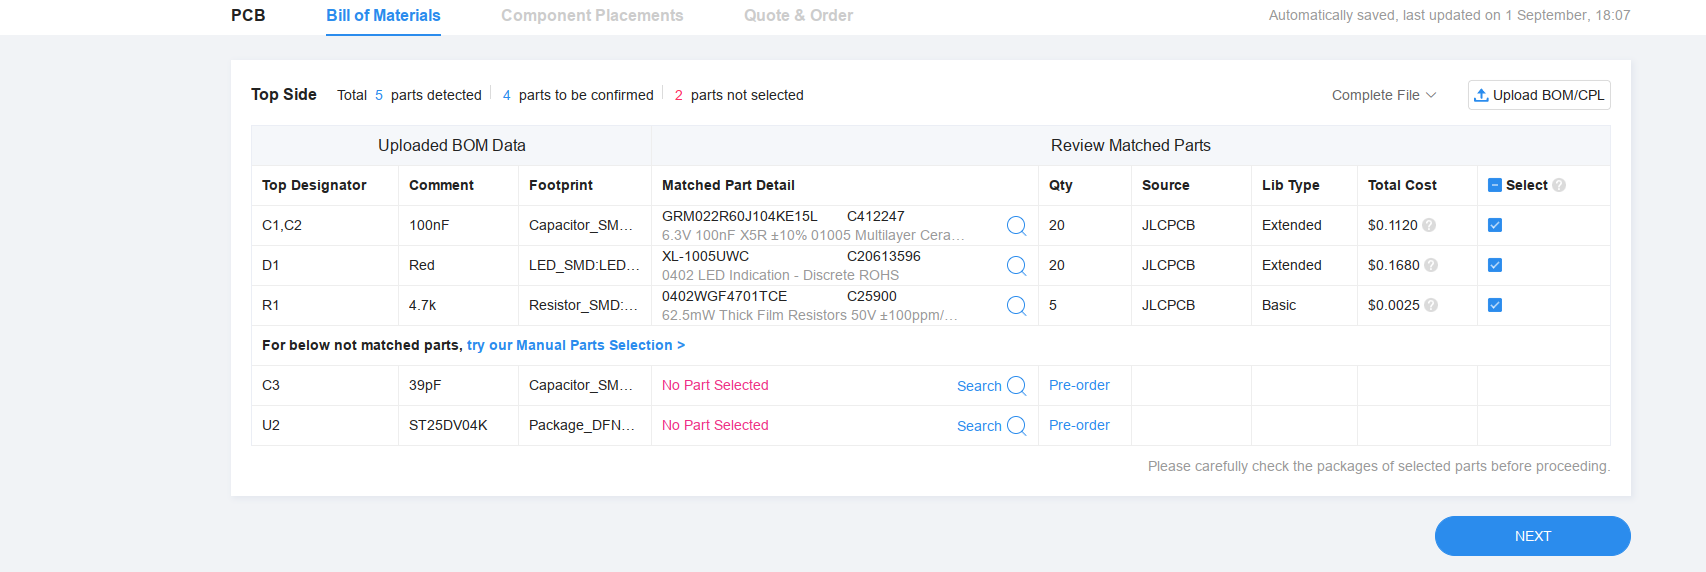 PCB Bill of Materials Component Placements Quote & Order Automatically saved, last updated on 1 September, 18:07
Top Side Total 5 parts detected 4 parts to be confirmed 2 parts not selected Complete File Upload BOM/CPL
Uploaded BOM Data Review Matched Parts
Top Designator Comment Footprint Matched Part Detail Qty Source Lib Type Total Cost Select ?
C1,C2 100nF Capacitor_SM... GRM022R60J104KE15L C412247 20 JLCPCB Extended $0.1120 ?
6.3V 100nF X5R ±10% 01005 Multilayer Cera...
D1 Red LED_SMD:LED... XL-1005UWC C20613596 20 JLCPCB Extended $0.1680 ?
0402 LED Indication - Discrete ROHS
R1 4.7k Resistor_SMD:... 0402WGF4701TCE C25900 5 JLCPCB Basic $0.0025 ?
62.5mW Thick Film Resistors 50V ±100ppm/...
For below not matched parts, try our Manual Parts Selection >
C3 39pF Capacitor_SM... No Part Selected Search Pre-order
U2 ST25DV04K Package_DFN... No Part Selected Search Pre-order
Please carefully check the packages of selected parts before proceeding.
NEXT